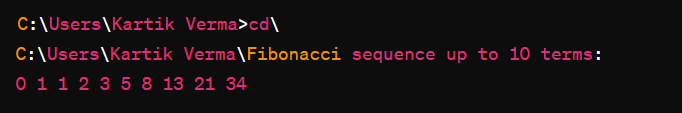 C:\Users\Kartik Verma>cd\
C:\Users\Kartik Verma\Fibonacci sequence up to 10 terms:
0 1 1 2 3 5 8 13 21 34